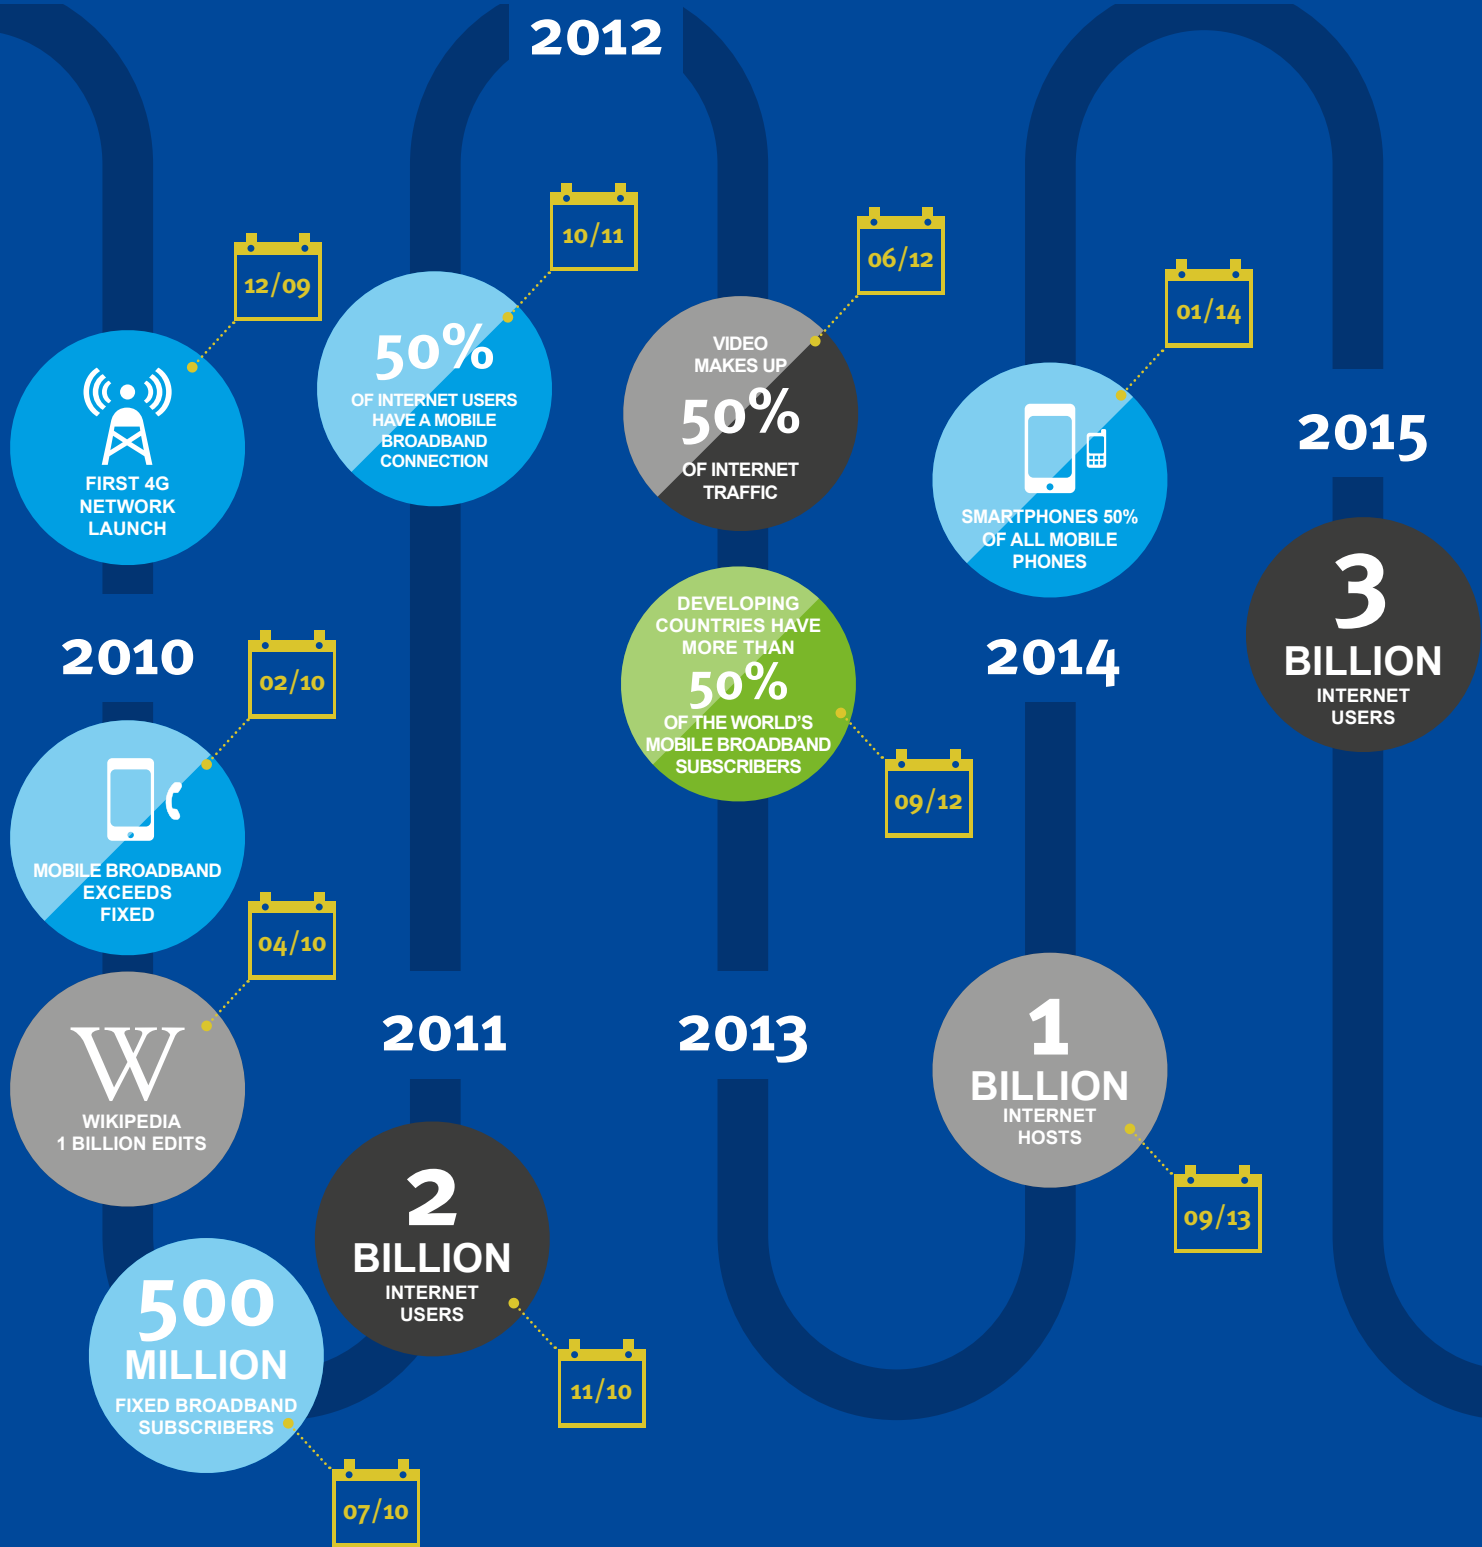 12/09
FIRST 4G
NETWORK
LAUNCH
2010
02/10
MOBILE BROADBAND
EXCEEDS
FIXED
04/10
W
WIKIPEDIA
1 BILLION EDITS
500
MILLION
FIXED BROADBAND
SUBSCRIBERS
07/10
2
BILLION
INTERNET
USERS
11/10
2011
50%
OF INTERNET USERS
HAVE A MOBILE
BROADBAND
CONNECTION
10/11
2012
VIDEO
MAKES UP
50%
OF INTERNET
TRAFFIC
06/12
DEVELOPING
COUNTRIES HAVE
MORE THAN
50%
OF THE WORLD'S
MOBILE BROADBAND
SUBSCRIBERS
09/12
2013
1
BILLION
INTERNET
HOSTS
09/13
2014
SMARTPHONES 50%
OF ALL MOBILE
PHONES
01/14
2015
3
BILLION
INTERNET
USERS